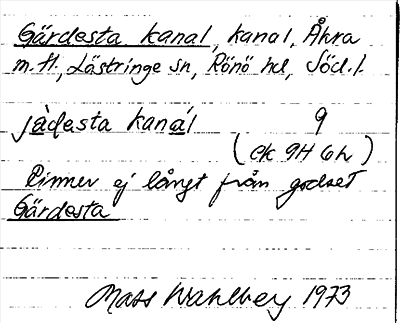 Gärdesta kanal, kanal, Åkra
m.fl., Lästringe sn, Rönö hd, Söd.l.
jàdesta kanál 9
(ek 9H 6h)
Rinner ej långt från godset
Gärdesta
Mats Wahlberg 1973